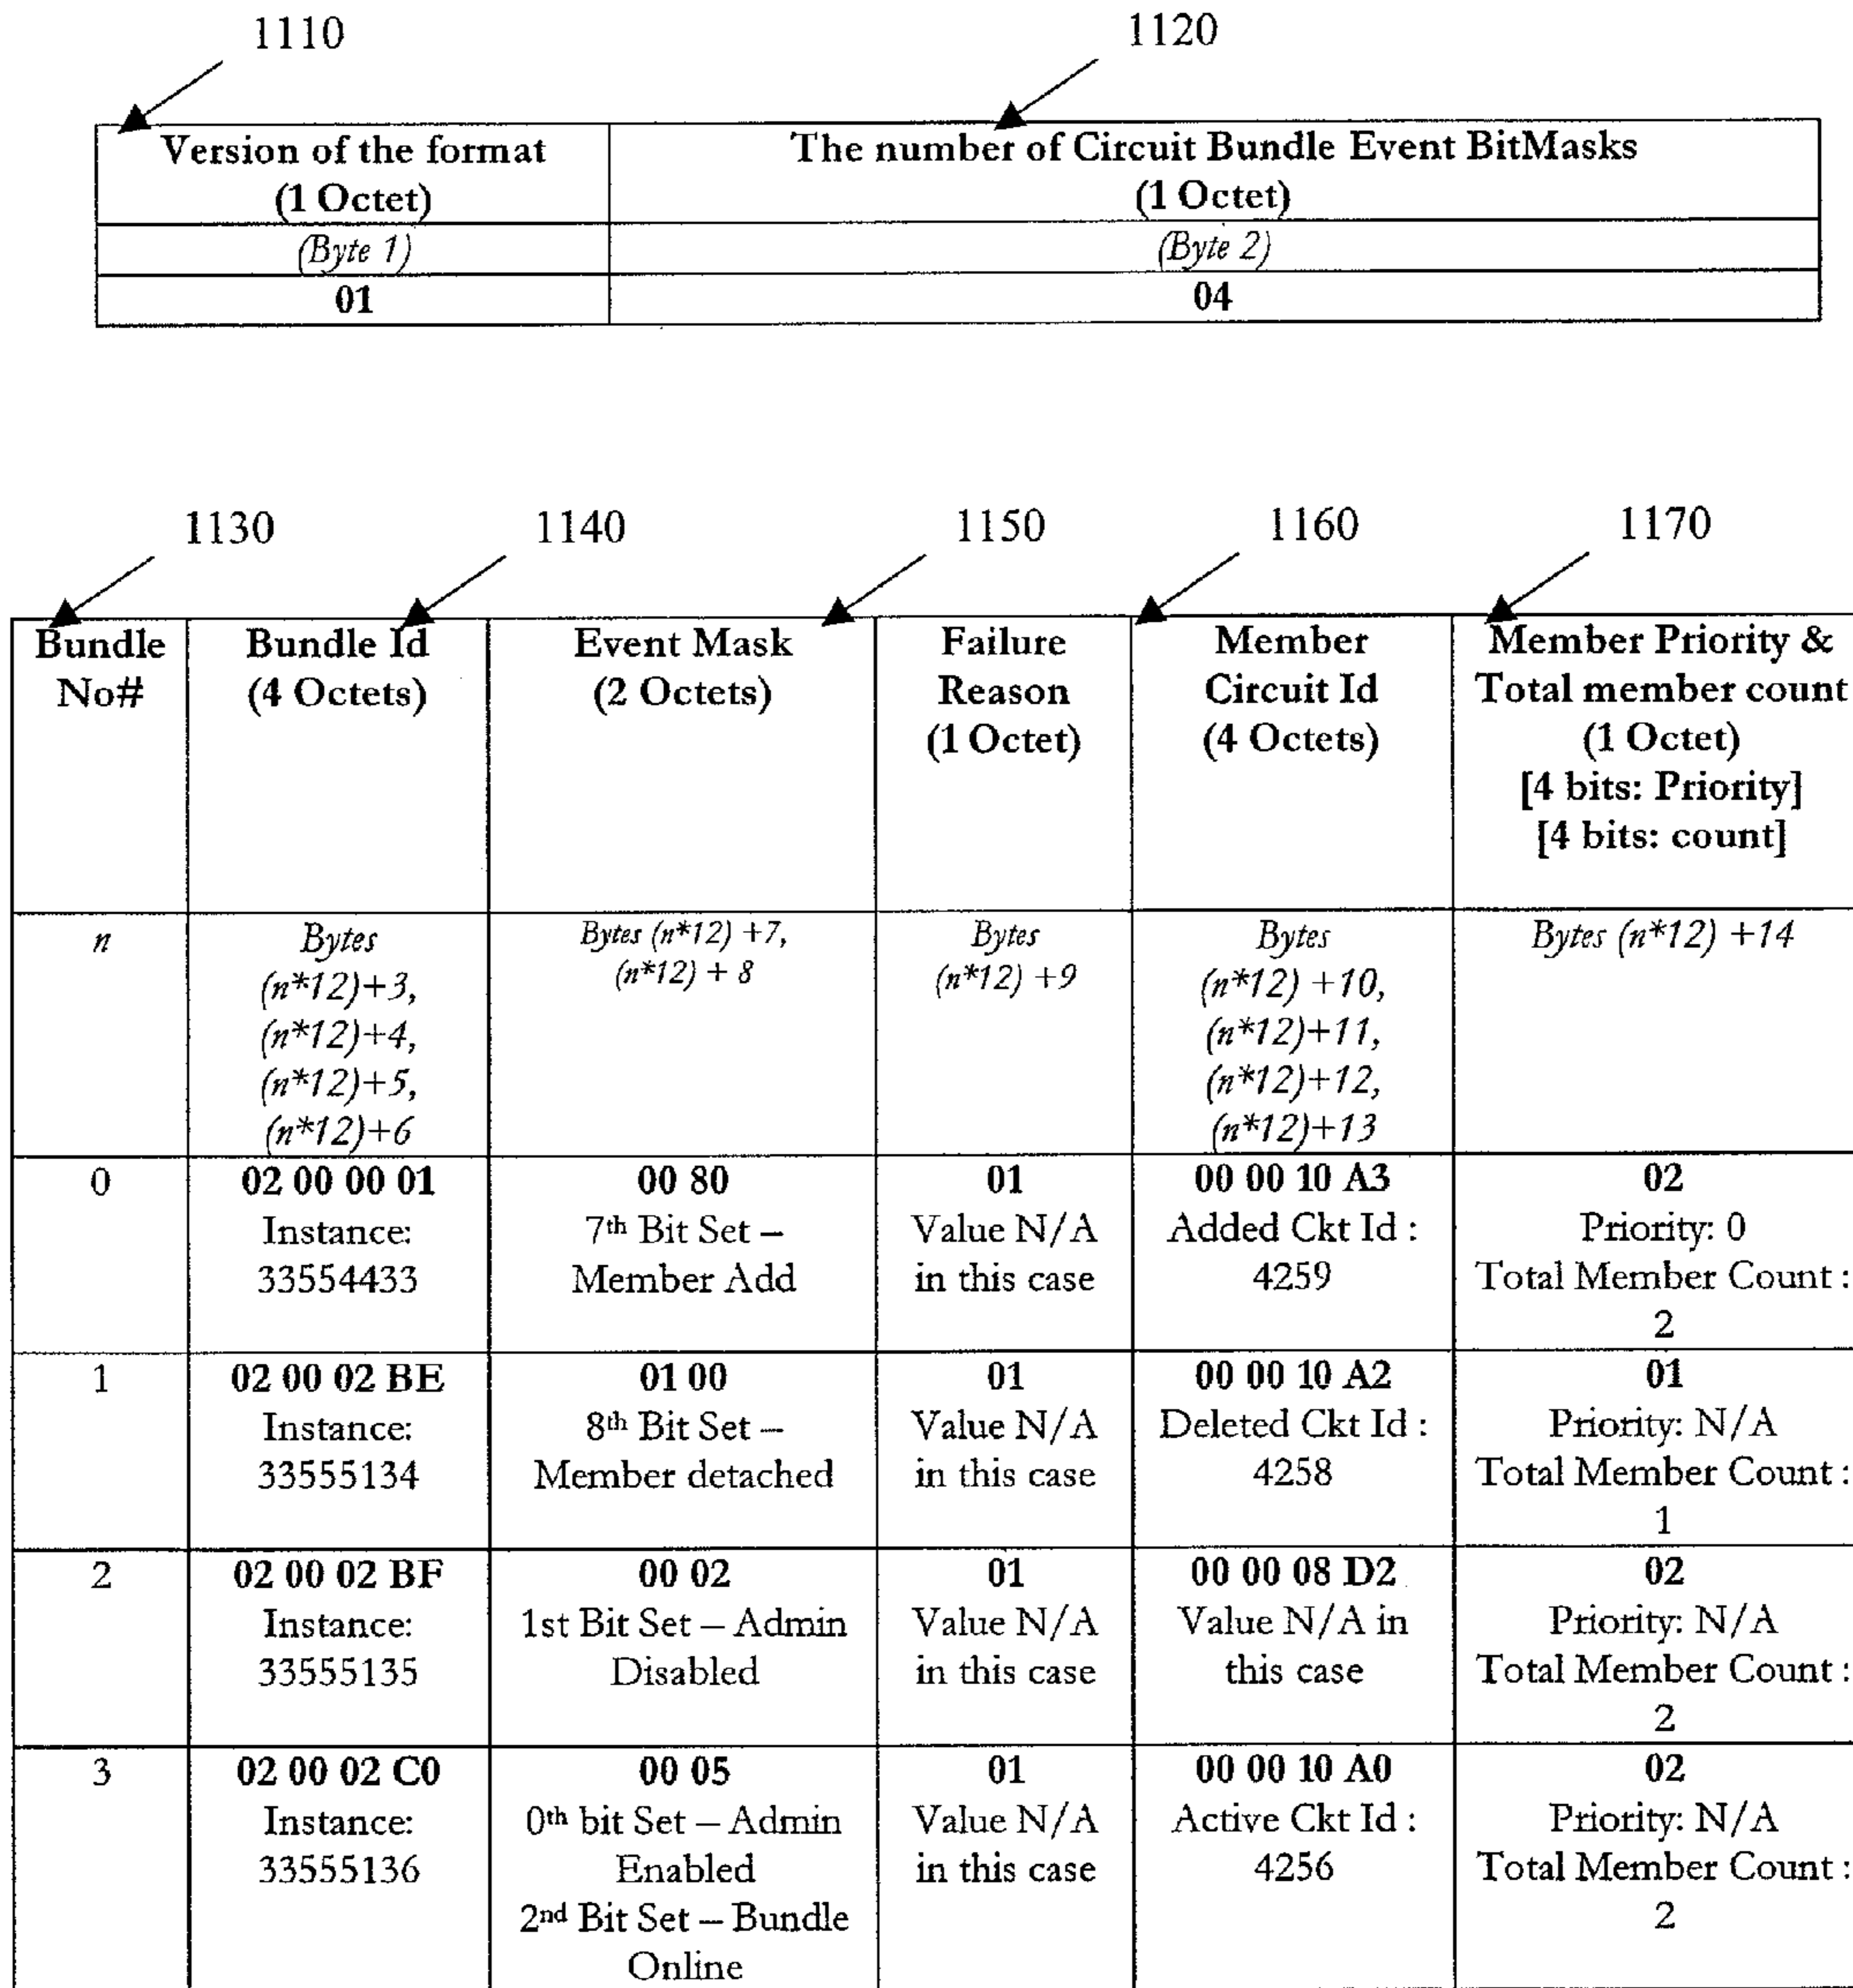 1110 1120
Version of the format The number of Circuit Bundle Event BitMasks
(1 Octet) (1 Octet)
(Byte 1) (Byte 2)
01 04
1130 1140 1150 1160 1170
Bundle No#
Bundle Id
(4 Octets)
Event Mask
(2 Octets)
Failure
Reason
(1 Octet)
Member
Circuit Id
(4 Octets)
Member Priority &
Total member count
(1 Octet)
[4 bits: Priority]
[4 bits: count]
n
Bytes
(n*12)+3,
(n*12)+4,
(n*12)+5,
(n*12)+6
Bytes (n*12) +7,
(n*12) + 8
Bytes
(n*12) +9
Bytes
(n*12) +10,
(n*12)+11,
(n*12)+12,
(n*12)+13
Bytes (n*12) +14
0
02 00 00 01
Instance:
33554433
00 80
7th Bit Set –
Member Add
01
Value N/A
in this case
00 00 10 A3
Added Ckt Id :
4259
02
Priority: 0
Total Member Count :
2
1
02 00 02 BE
Instance:
33555134
01 00
8th Bit Set –
Member detached
01
Value N/A
in this case
00 00 10 A2
Deleted Ckt Id :
4258
01
Priority: N/A
Total Member Count :
1
2
02 00 02 BF
Instance:
33555135
00 02
1st Bit Set – Admin
Disabled
01
Value N/A
in this case
00 00 08 D2
Value N/A in
this case
02
Priority: N/A
Total Member Count :
2
3
02 00 02 C0
Instance:
33555136
00 05
0th bit Set – Admin
Enabled
2nd Bit Set – Bundle
Online
01
Value N/A
in this case
00 00 10 A0
Active Ckt Id :
4256
02
Priority: N/A
Total Member Count :
2